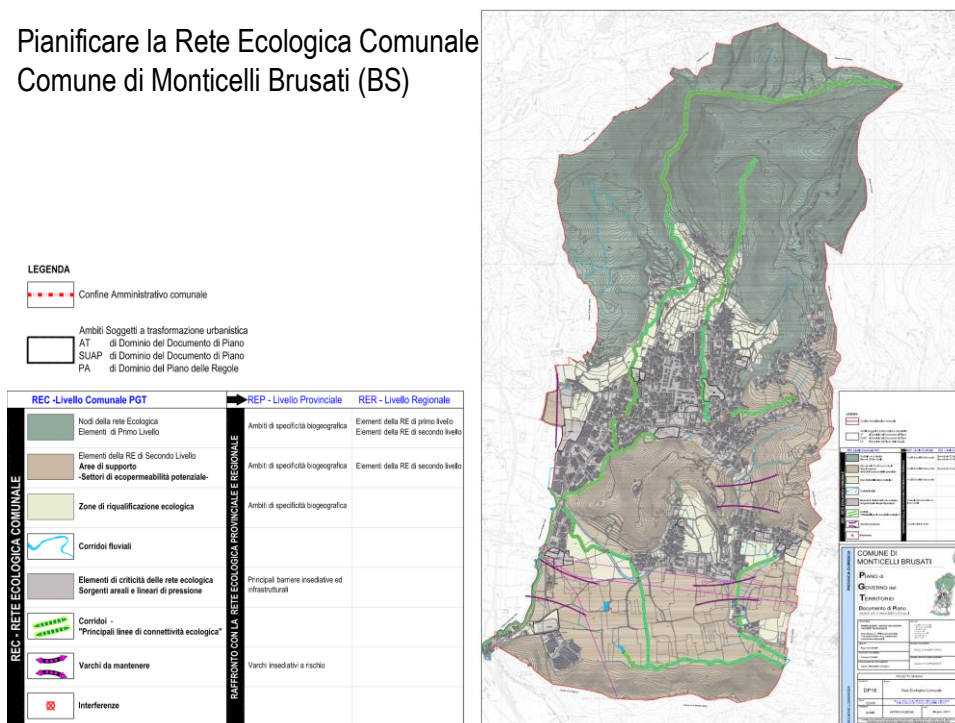 Pianificare la Rete Ecologica Comunale
Comune di Monticelli Brusati (BS)
LEGENDA
Confine Amministrativo comunale
Ambiti Soggetti a trasformazione urbanistica
AT di Dominio del Documento di Piano
SUAP di Dominio del Documento di Piano
PA di Dominio del Piano delle Regole
REC -Livello Comunale PGT
REP - Livello Provinciale
RER - Livello Regionale
REC - RETE ECOLOGICA COMUNALE
RAFFRONTO CON LA RETE ECOLOGICA PROVINCIALE E REGIONALE
Nodi della rete Ecologica
Elementi di Primo Livello
Ambiti di specificità biogeografica
Elementi della RE di primo livello
Elementi della RE di secondo livello
Elementi della RE di Secondo Livello
Aree di supporto
-Settori di ecopermeabilità potenziale-
Ambiti di specificità biogeografica
Elementi della RE di secondo livello
Zone di riqualificazione ecologica
Ambiti di specificità biogeografica
Corridoi fluviali
Elementi di criticità delle rete ecologica
Sorgenti areali e lineari di pressione
Principali barriere insediative ed
infrastrutturali
Corridoi -
"Principali linee di connettività ecologica"
Varchi da mantenere
Varchi insediativi a rischio
Interferenze
COMUNE DI
MONTICELLI BRUSATI
PIANO di
GOVERNO del
TERRITORIO
Documento di Piano
DP16
Rete Ecologica Comunale